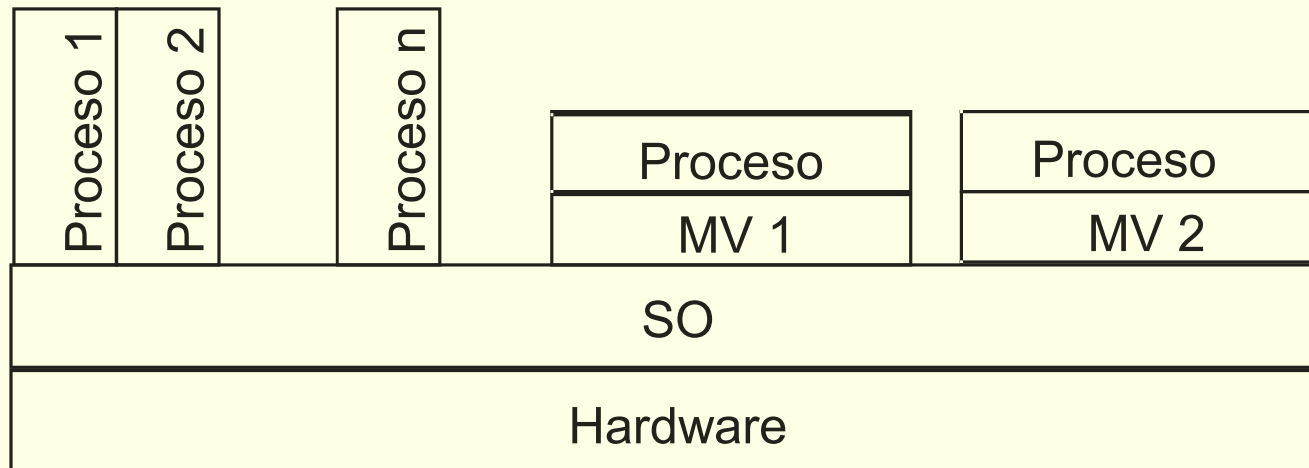 Proceso 1
Proceso 2
Proceso n
Proceso
MV 1
Proceso
MV 2
SO
Hardware